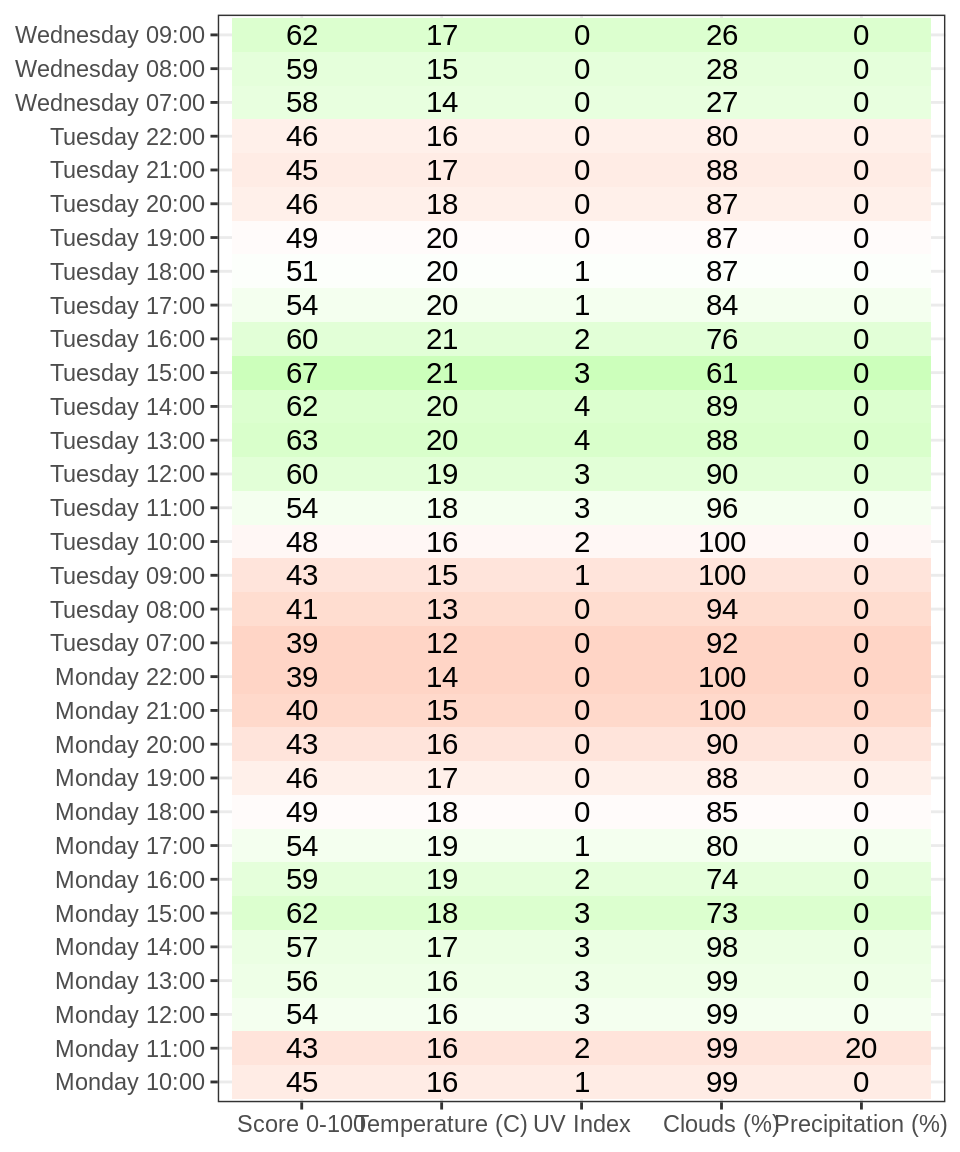 Wednesday 09:00 62 17 0 26 0
Wednesday 08:00 59 15 0 28 0
Wednesday 07:00 58 14 0 27 0
Tuesday 22:00 46 16 0 80 0
Tuesday 21:00 45 17 0 88 0
Tuesday 20:00 46 18 0 87 0
Tuesday 19:00 49 20 0 87 0
Tuesday 18:00 51 20 1 87 0
Tuesday 17:00 54 20 1 84 0
Tuesday 16:00 60 21 2 76 0
Tuesday 15:00 67 21 3 61 0
Tuesday 14:00 62 20 4 89 0
Tuesday 13:00 63 20 4 88 0
Tuesday 12:00 60 19 3 90 0
Tuesday 11:00 54 18 3 96 0
Tuesday 10:00 48 16 2 100 0
Tuesday 09:00 43 15 1 100 0
Tuesday 08:00 41 13 0 94 0
Tuesday 07:00 39 12 0 92 0
Monday 22:00 39 14 0 100 0
Monday 21:00 40 15 0 100 0
Monday 20:00 43 16 0 90 0
Monday 19:00 46 17 0 88 0
Monday 18:00 49 18 0 85 0
Monday 17:00 54 19 1 80 0
Monday 16:00 59 19 2 74 0
Monday 15:00 62 18 3 73 0
Monday 14:00 57 17 3 98 0
Monday 13:00 56 16 3 99 0
Monday 12:00 54 16 3 99 0
Monday 11:00 43 16 2 99 20
Monday 10:00 45 16 1 99 0
Score 0-100 Temperature (C) UV Index Clouds (%) Precipitation (%)